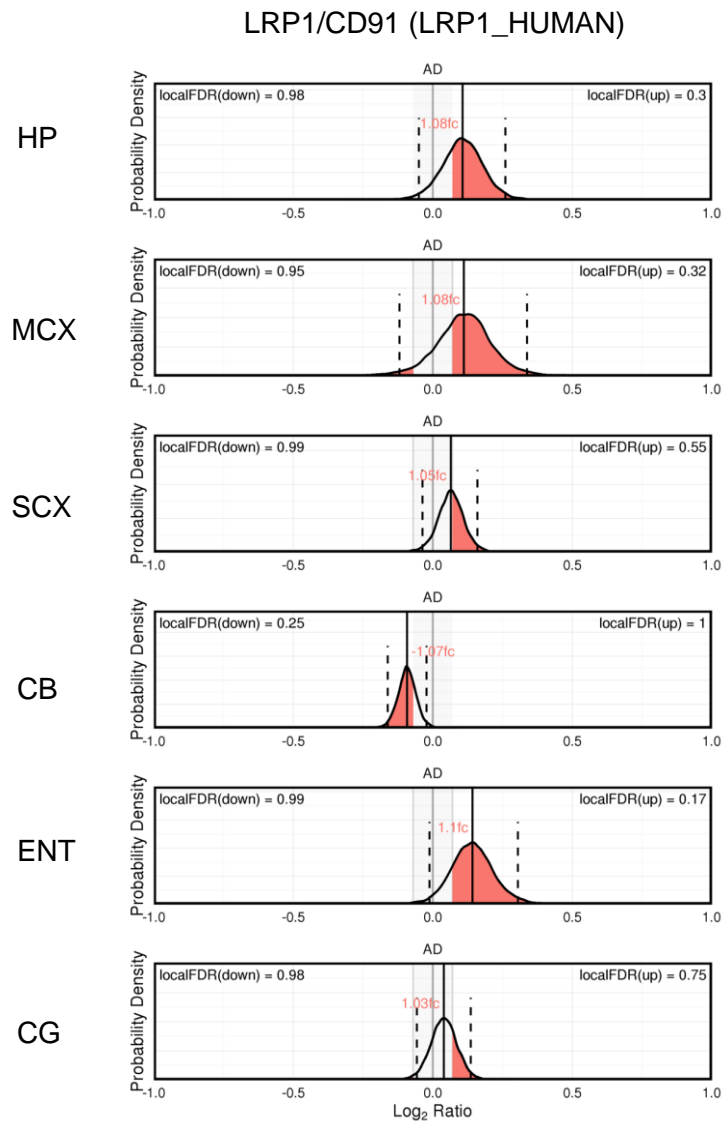 LRP1/CD91 (LRP1_HUMAN)
HP
AD
Probability Density
localFDR(down) = 0.98
localFDR(up) = 0.3
1.08fc
-1.0 -0.5 0.0 0.5 1.0
MCX
AD
Probability Density
localFDR(down) = 0.95
localFDR(up) = 0.32
1.08fc
-1.0 -0.5 0.0 0.5 1.0
SCX
AD
Probability Density
localFDR(down) = 0.99
localFDR(up) = 0.55
1.05fc
-1.0 -0.5 0.0 0.5 1.0
CB
AD
Probability Density
localFDR(down) = 0.25
localFDR(up) = 1
-1.07fc
-1.0 -0.5 0.0 0.5 1.0
ENT
AD
Probability Density
localFDR(down) = 0.99
localFDR(up) = 0.17
1.1fc
-1.0 -0.5 0.0 0.5 1.0
CG
AD
Probability Density
localFDR(down) = 0.98
localFDR(up) = 0.75
1.03fc
-1.0 -0.5 0.0 0.5 1.0
Log₂ Ratio